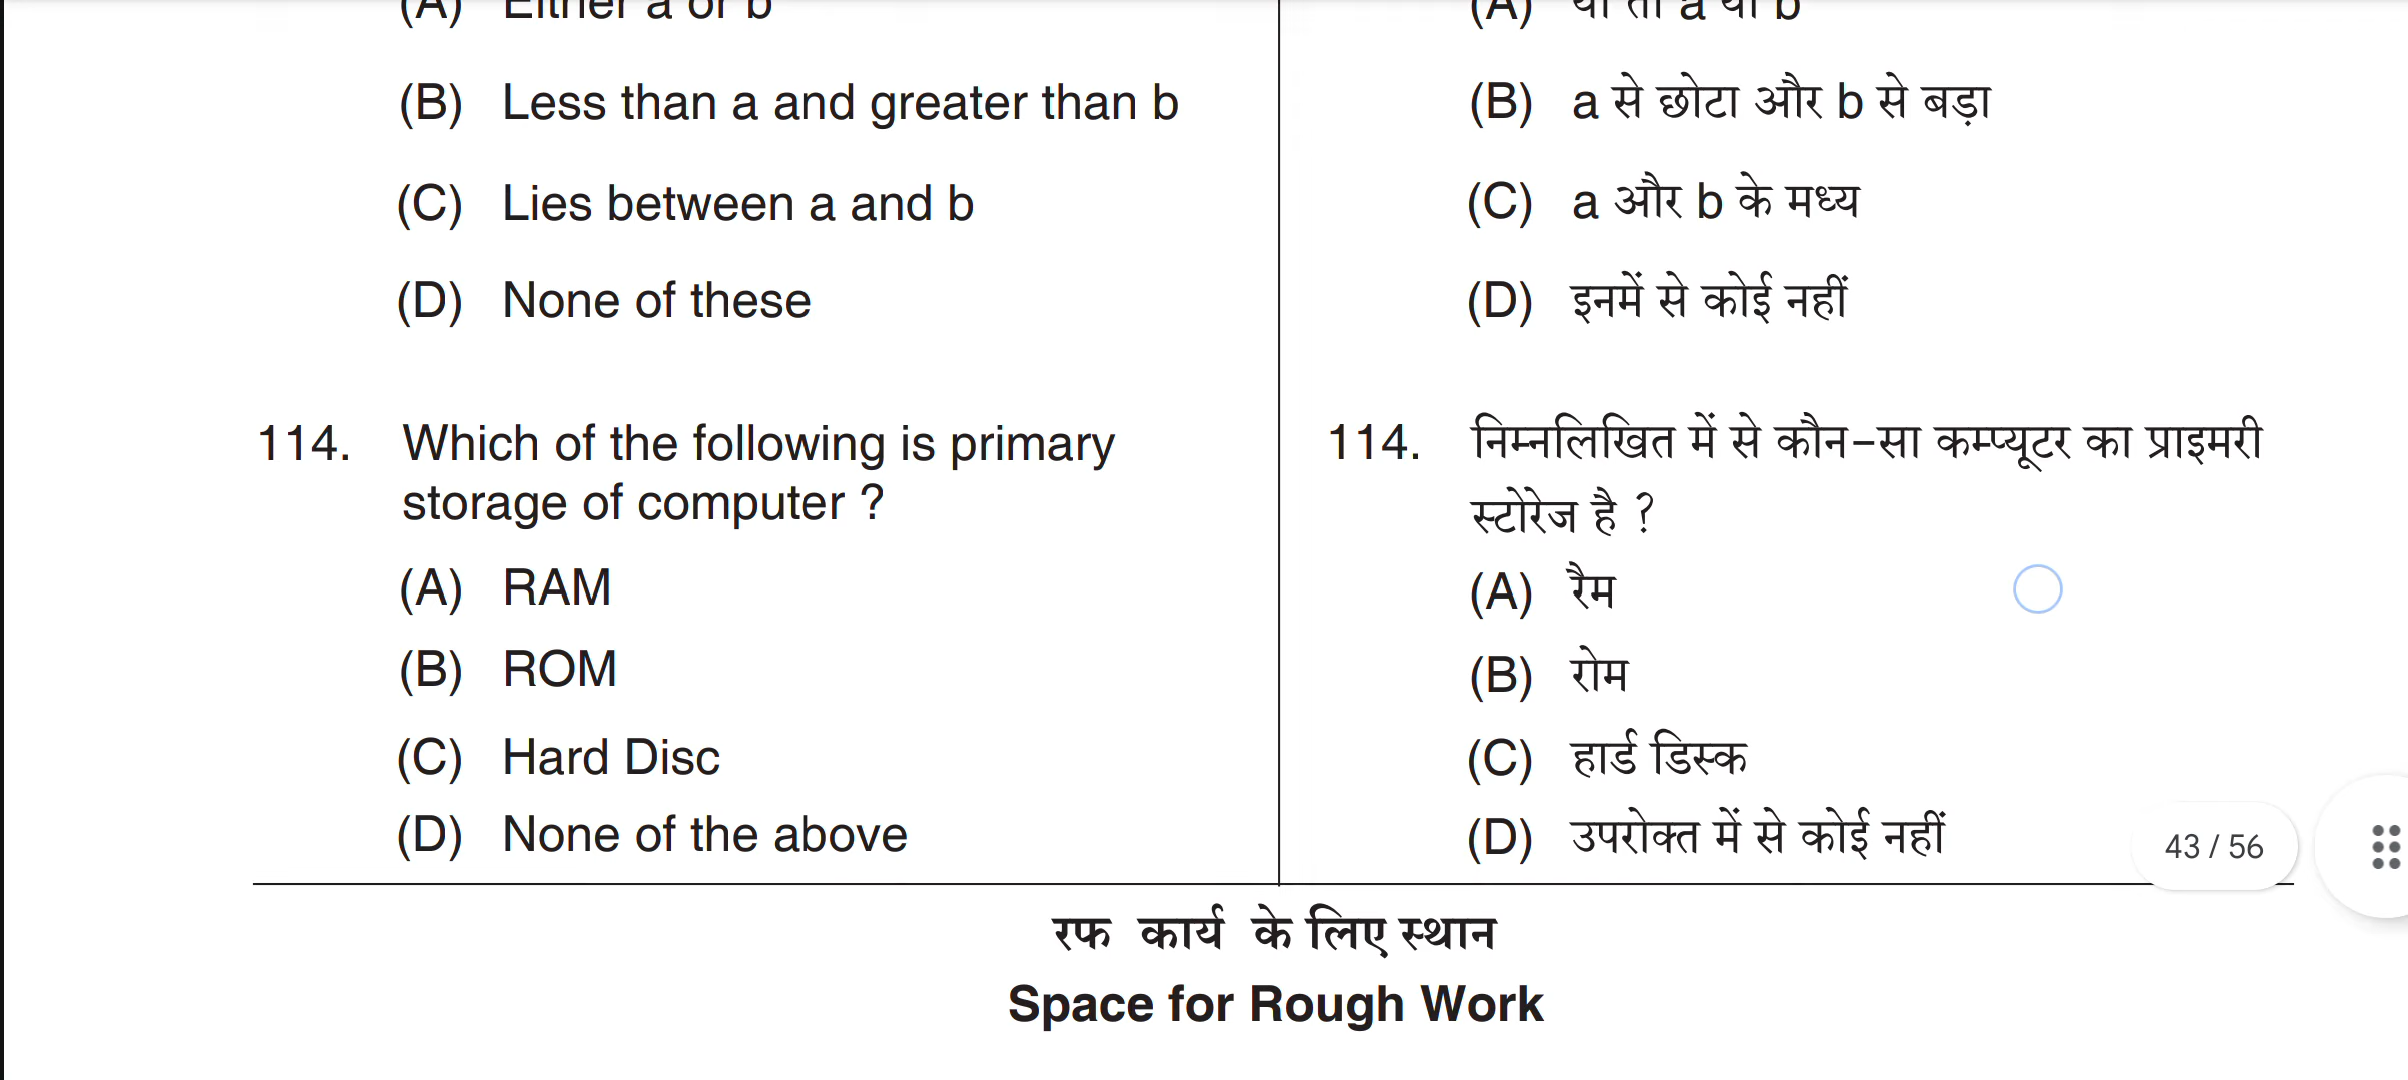 (A) Either a or b
(B) Less than a and greater than b
(C) Lies between a and b
(D) None of these
114. Which of the following is primary
storage of computer ?
(A) RAM
(B) ROM
(C) Hard Disc
(D) None of the above
(A) या तो a या b
(B) a से छोटा और b से बड़ा
(C) a और b के मध्य
(D) इनमें से कोई नहीं
114. निम्नलिखित में से कौन-सा कम्प्यूटर का प्राइमरी
स्टोरेज है ?
(A) रैम
(B) रोम
(C) हार्ड डिस्क
(D) उपरोक्त में से कोई नहीं
43 / 56
रफ कार्य के लिए स्थान
Space for Rough Work